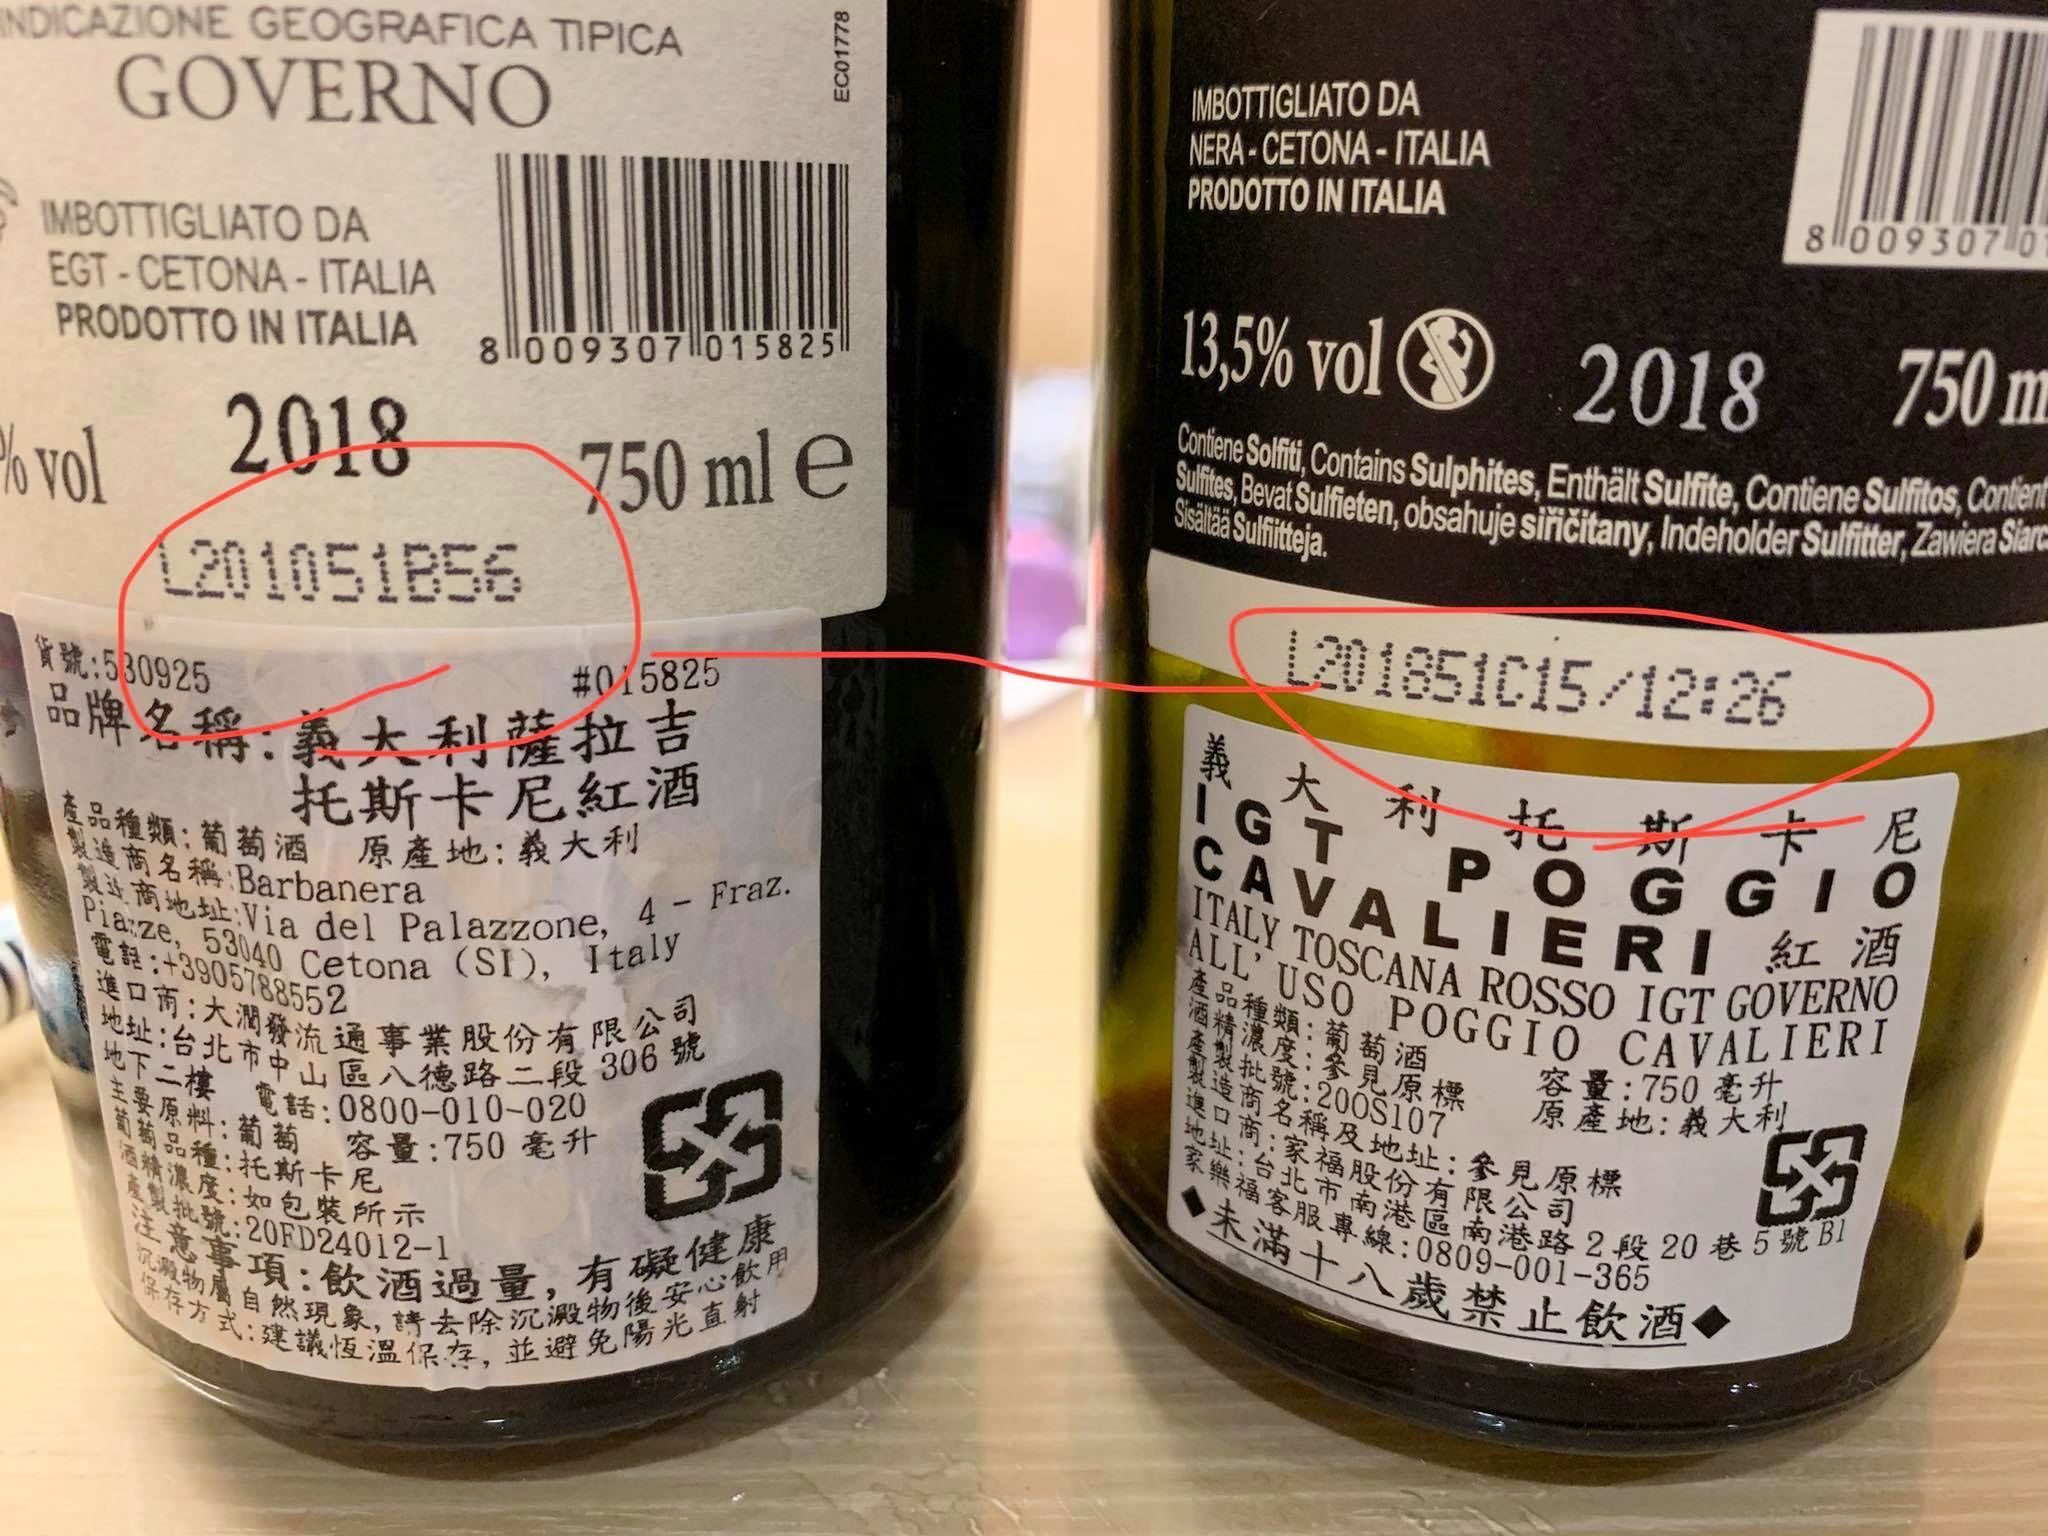 INDICAZIONE GEOGRAFICA TIPICA
GOVERNO
EC01778
IMBOTTIGLIATO DA
EGT - CETONA - ITALIA
PRODOTTO IN ITALIA
8 009307 015825
2018
% vol
750 ml e
L201051B56
貨號:530925 #015825
品牌名稱:義大利薩拉吉
托斯卡尼紅酒
產品種類:葡萄酒 原產地:義大利
製造商名稱:Barbanera
製造商地址:Via del Palazzone, 4 - Fraz.
Piazze, 53040 Cetona (SI), Italy
電話:+3905788552
進口商:大潤發流通事業股份有限公司
地址:台北市中山區八德路二段 306 號
地下二樓 電話:0800-010-020
主要原料:葡萄 容量:750 毫升
葡萄品種:托斯卡尼
酒精濃度:如包裝所示
產製批號:20FD24012-1
注意事項:飲酒過量,有礙健康
沉澱物屬自然現象,請去除沉澱物後安心飲用
保存方式:建議恆溫保存,並避免陽光直射
IMBOTTIGLIATO DA
NERA - CETONA - ITALIA
PRODOTTO IN ITALIA
8 009307 01
13,5% vol 2018 750 m
Contiene Solfiti, Contains Sulphites, Enthält Sulfite, Contiene Sulfitos, Contient
Sulfites, Bevat Sulfieten, obsahuje siřičitany, Indeholder Sulfitter, Zawiera Siarc
Sisältää Sulfiitteja.
L201851C15/12:26
義大利托斯卡尼
IGT POGGIO
CAVALIERI 紅酒
ITALY TOSCANA ROSSO IGT GOVERNO
ALL' USO POGGIO CAVALIERI
產品種類:葡萄酒 容量:750 毫升
酒精濃度:參見原標 原產地:義大利
產製批號:200S107
製造商名稱及地址:參見原標
進口商:家福股份有限公司
地址:台北市南港區南港路 2 段 20 巷 5 號 B1
家樂福客服專線:0809-001-365
◆未滿十八歲禁止飲酒◆